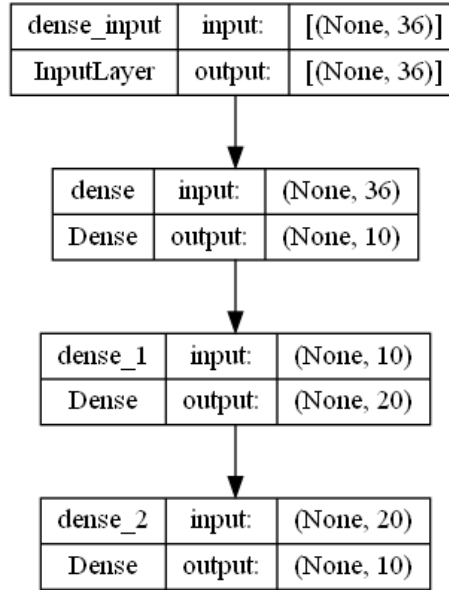 dense_input input: [(None, 36)]
InputLayer output: [(None, 36)]
dense input: (None, 36)
Dense output: (None, 10)
dense_1 input: (None, 10)
Dense output: (None, 20)
dense_2 input: (None, 20)
Dense output: (None, 10)